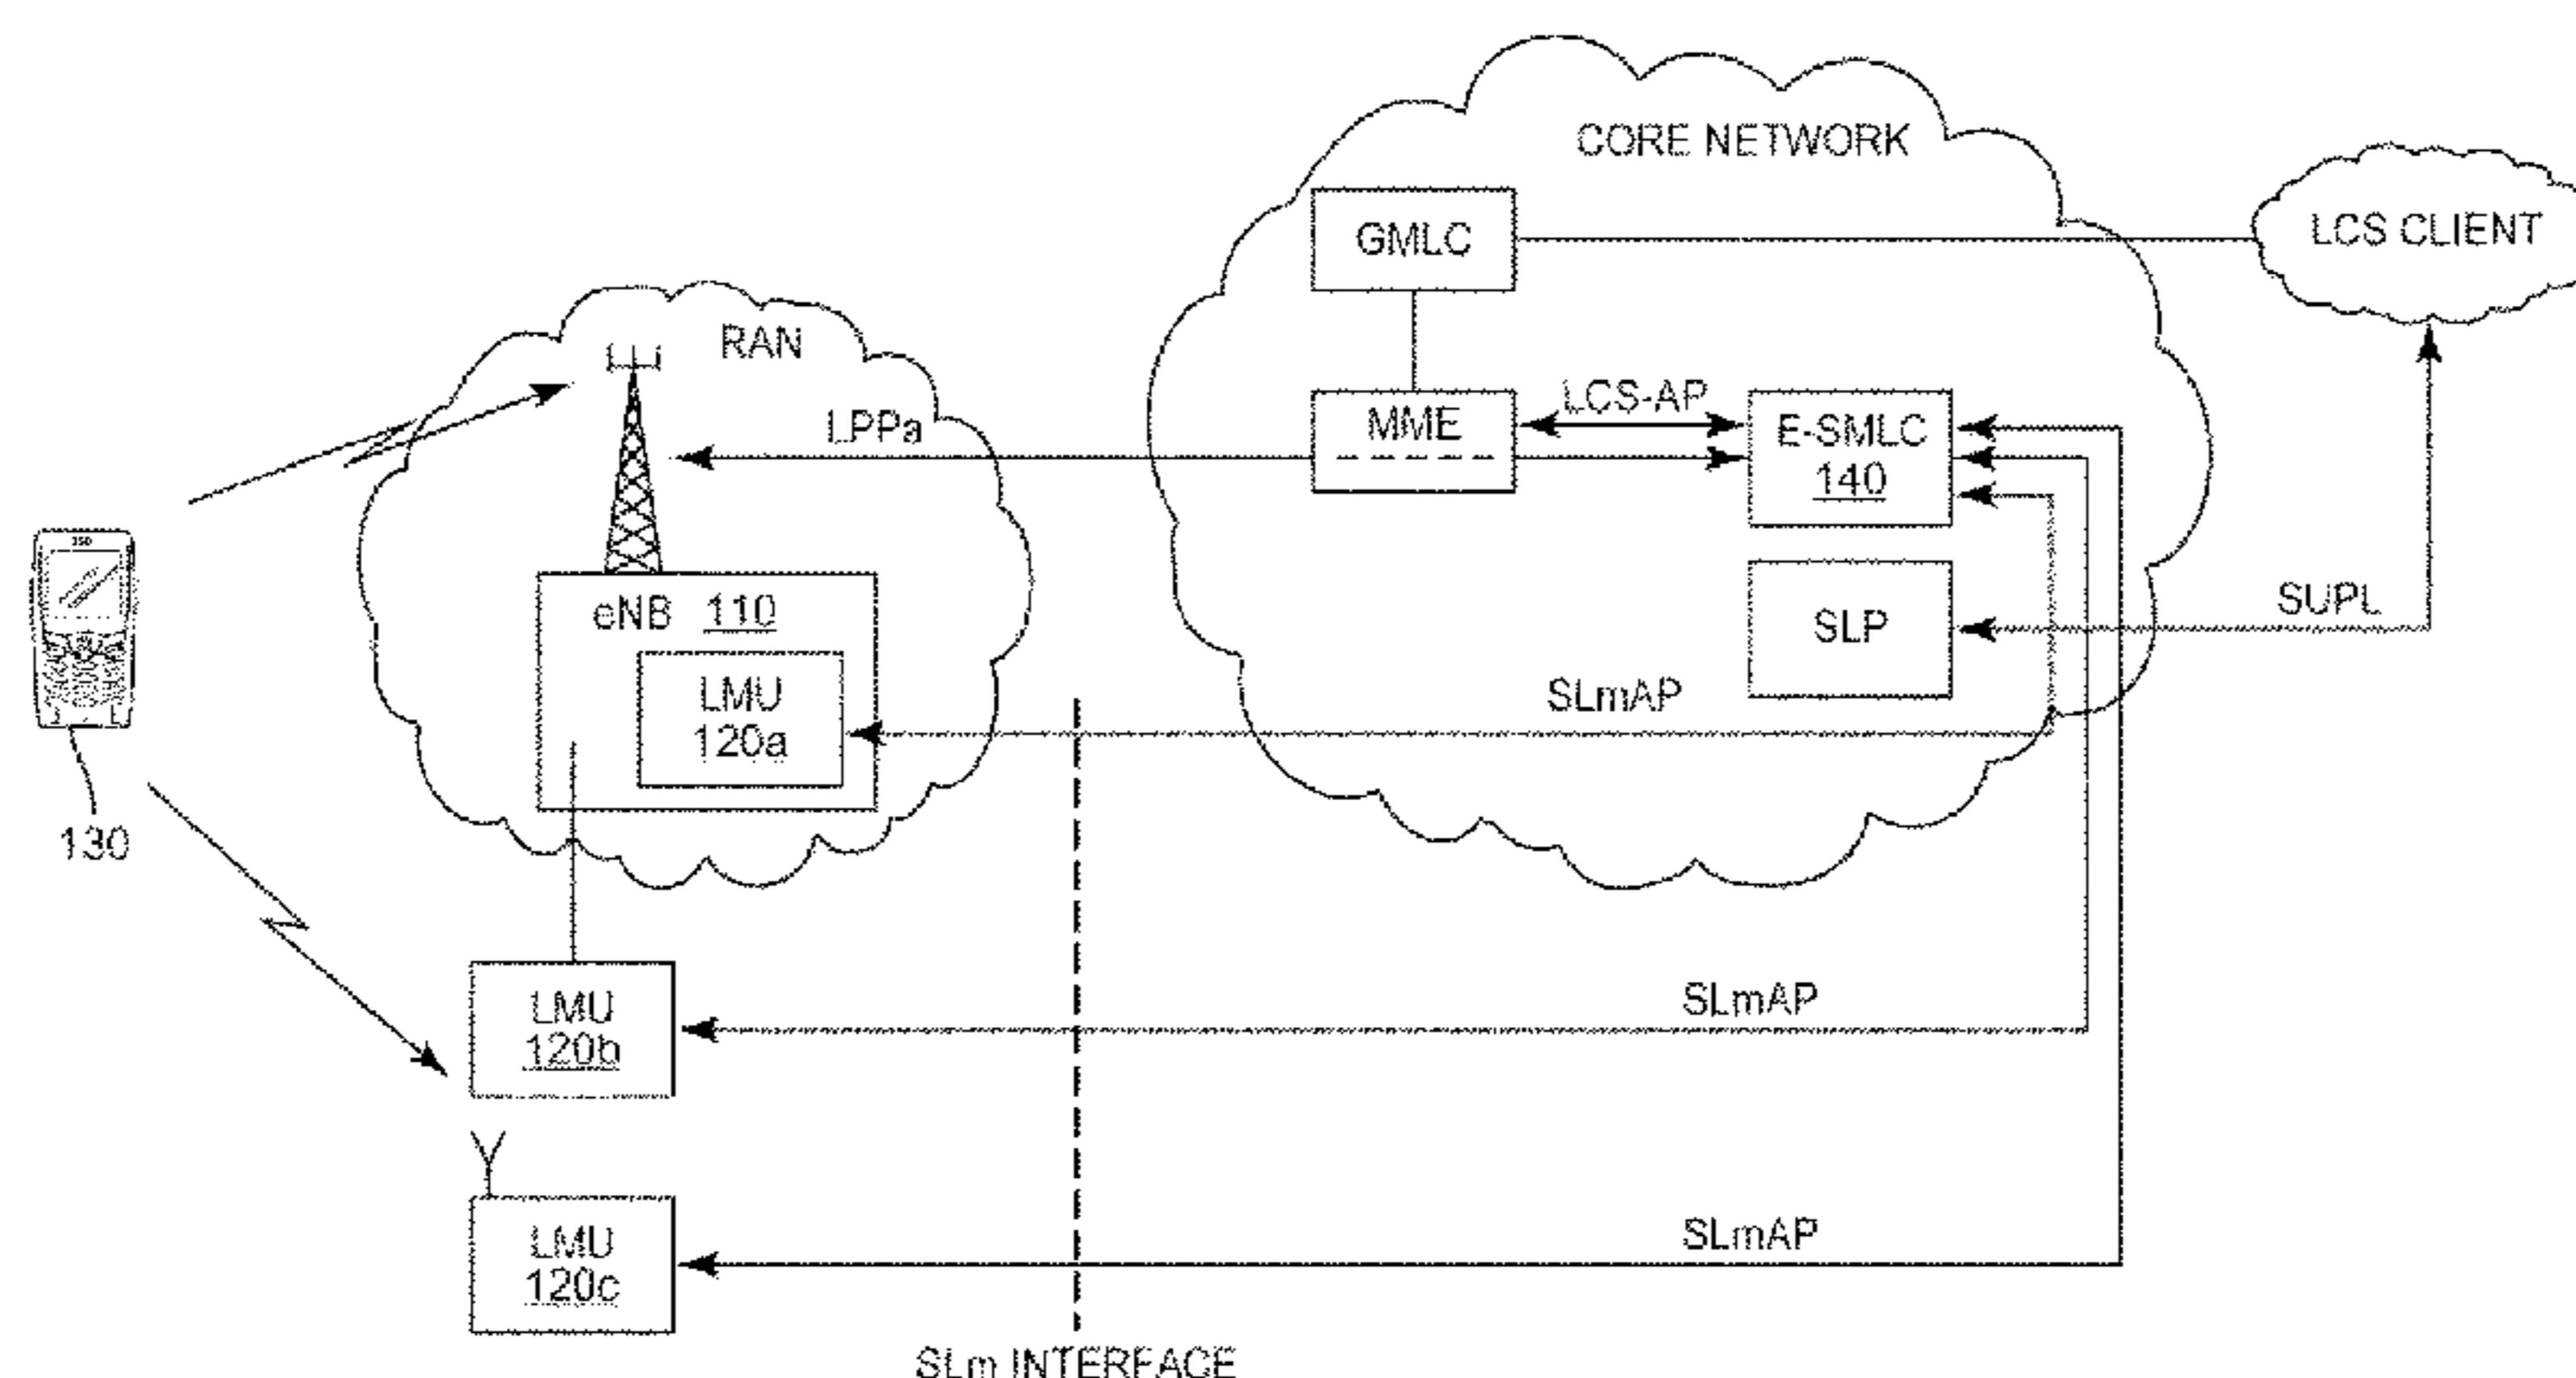 CORE NETWORK
GMLC
LCS CLIENT
RAN
LPPa
MME
LCS-AP
E-SMLC
140
eNB 110
SLP
SUPL
LMU
120a
SLmAP
130
LMU
120b
SLmAP
LMU
120c
SLmAP
SLm INTERFACE